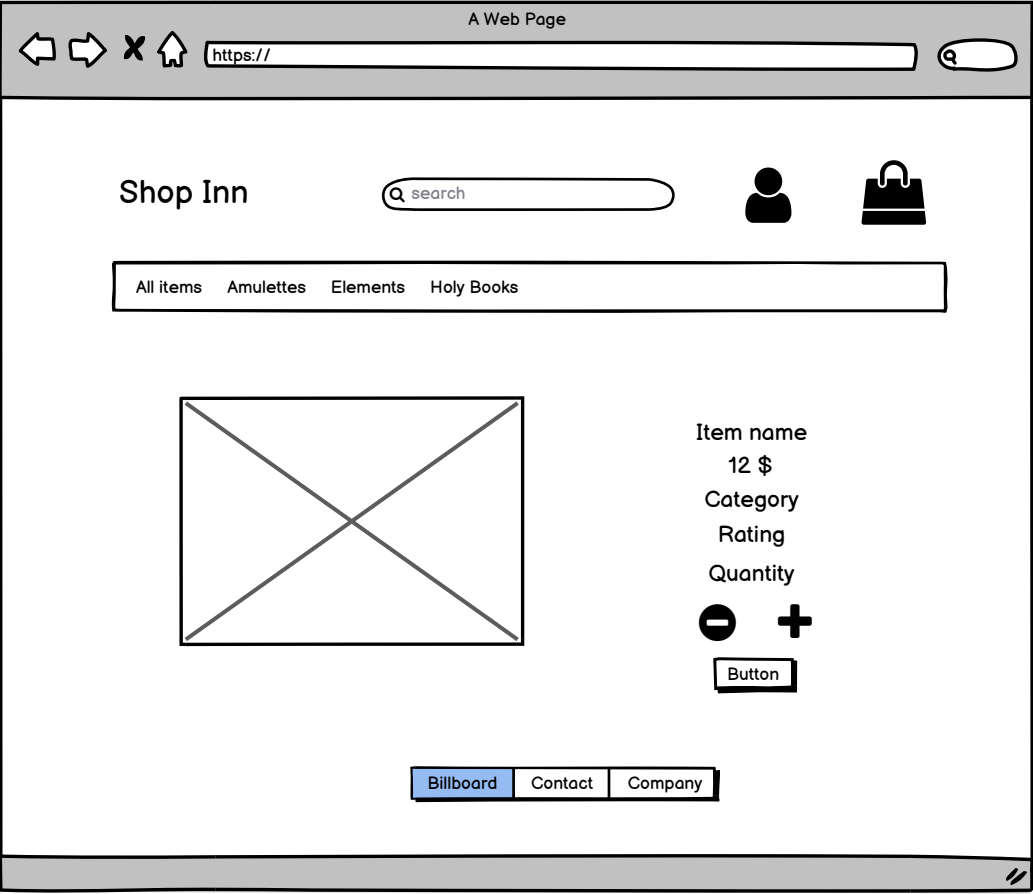 A Web Page
https://
Shop Inn
search
All items Amulettes Elements Holy Books
Item name
12 $
Category
Rating
Quantity
Button
Billboard Contact Company